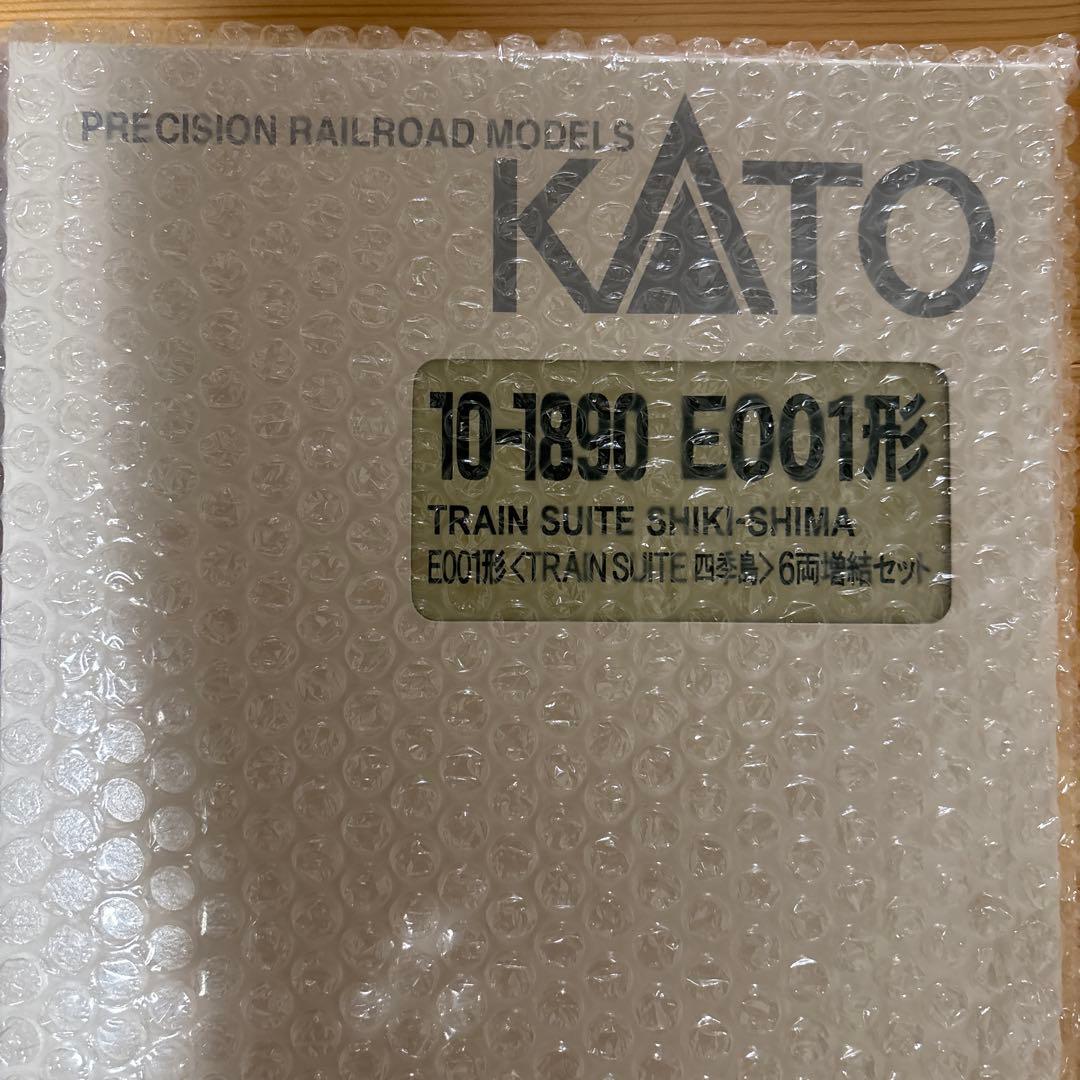 PRECISION RAILROAD MODELS
KATO
10-1890 E001形
TRAIN SUITE SHIKI-SHIMA
E001形<TRAIN SUITE 四季島>6両増結セット